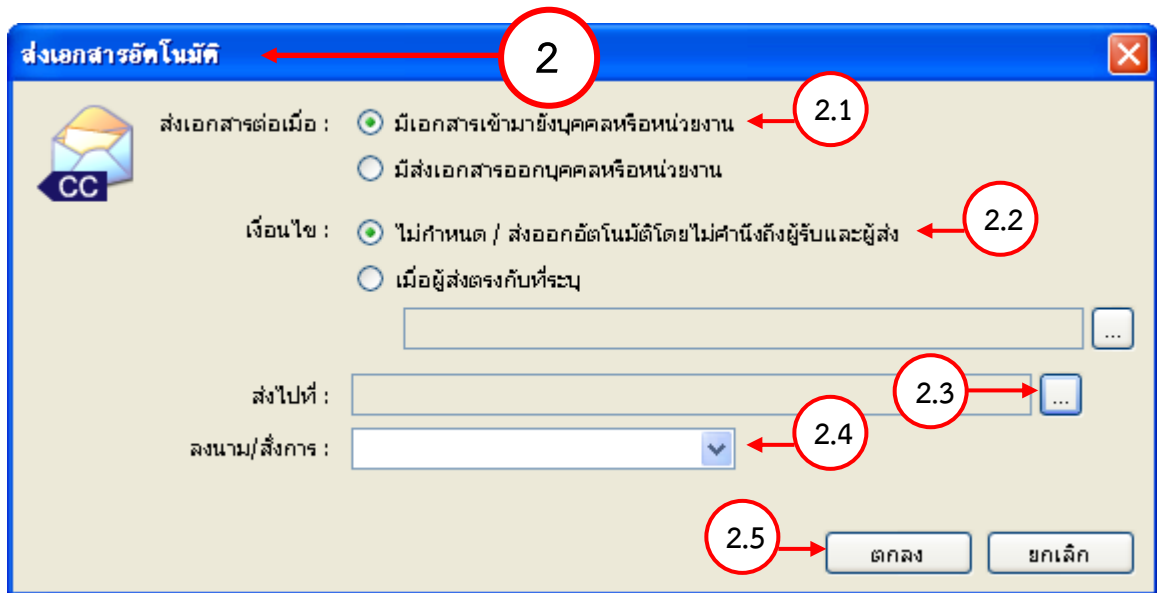 ส่งเอกสารอัตโนมัติ 2
ส่งเอกสารต่อเมื่อ : มีเอกสารเข้ามายังบุคคลหรือหน่วยงาน 2.1
CC มีส่งเอกสารออกบุคคลหรือหน่วยงาน
เงื่อนไข : ไม่กำหนด / ส่งออกอัตโนมัติโดยไม่คำนึงถึงผู้รับและผู้ส่ง 2.2
เมื่อผู้ส่งตรงกับที่ระบุ
...
ส่งไปที่ : 2.3 ...
ลงนาม/สั่งการ : 2.4
2.5 ตกลง ยกเลิก